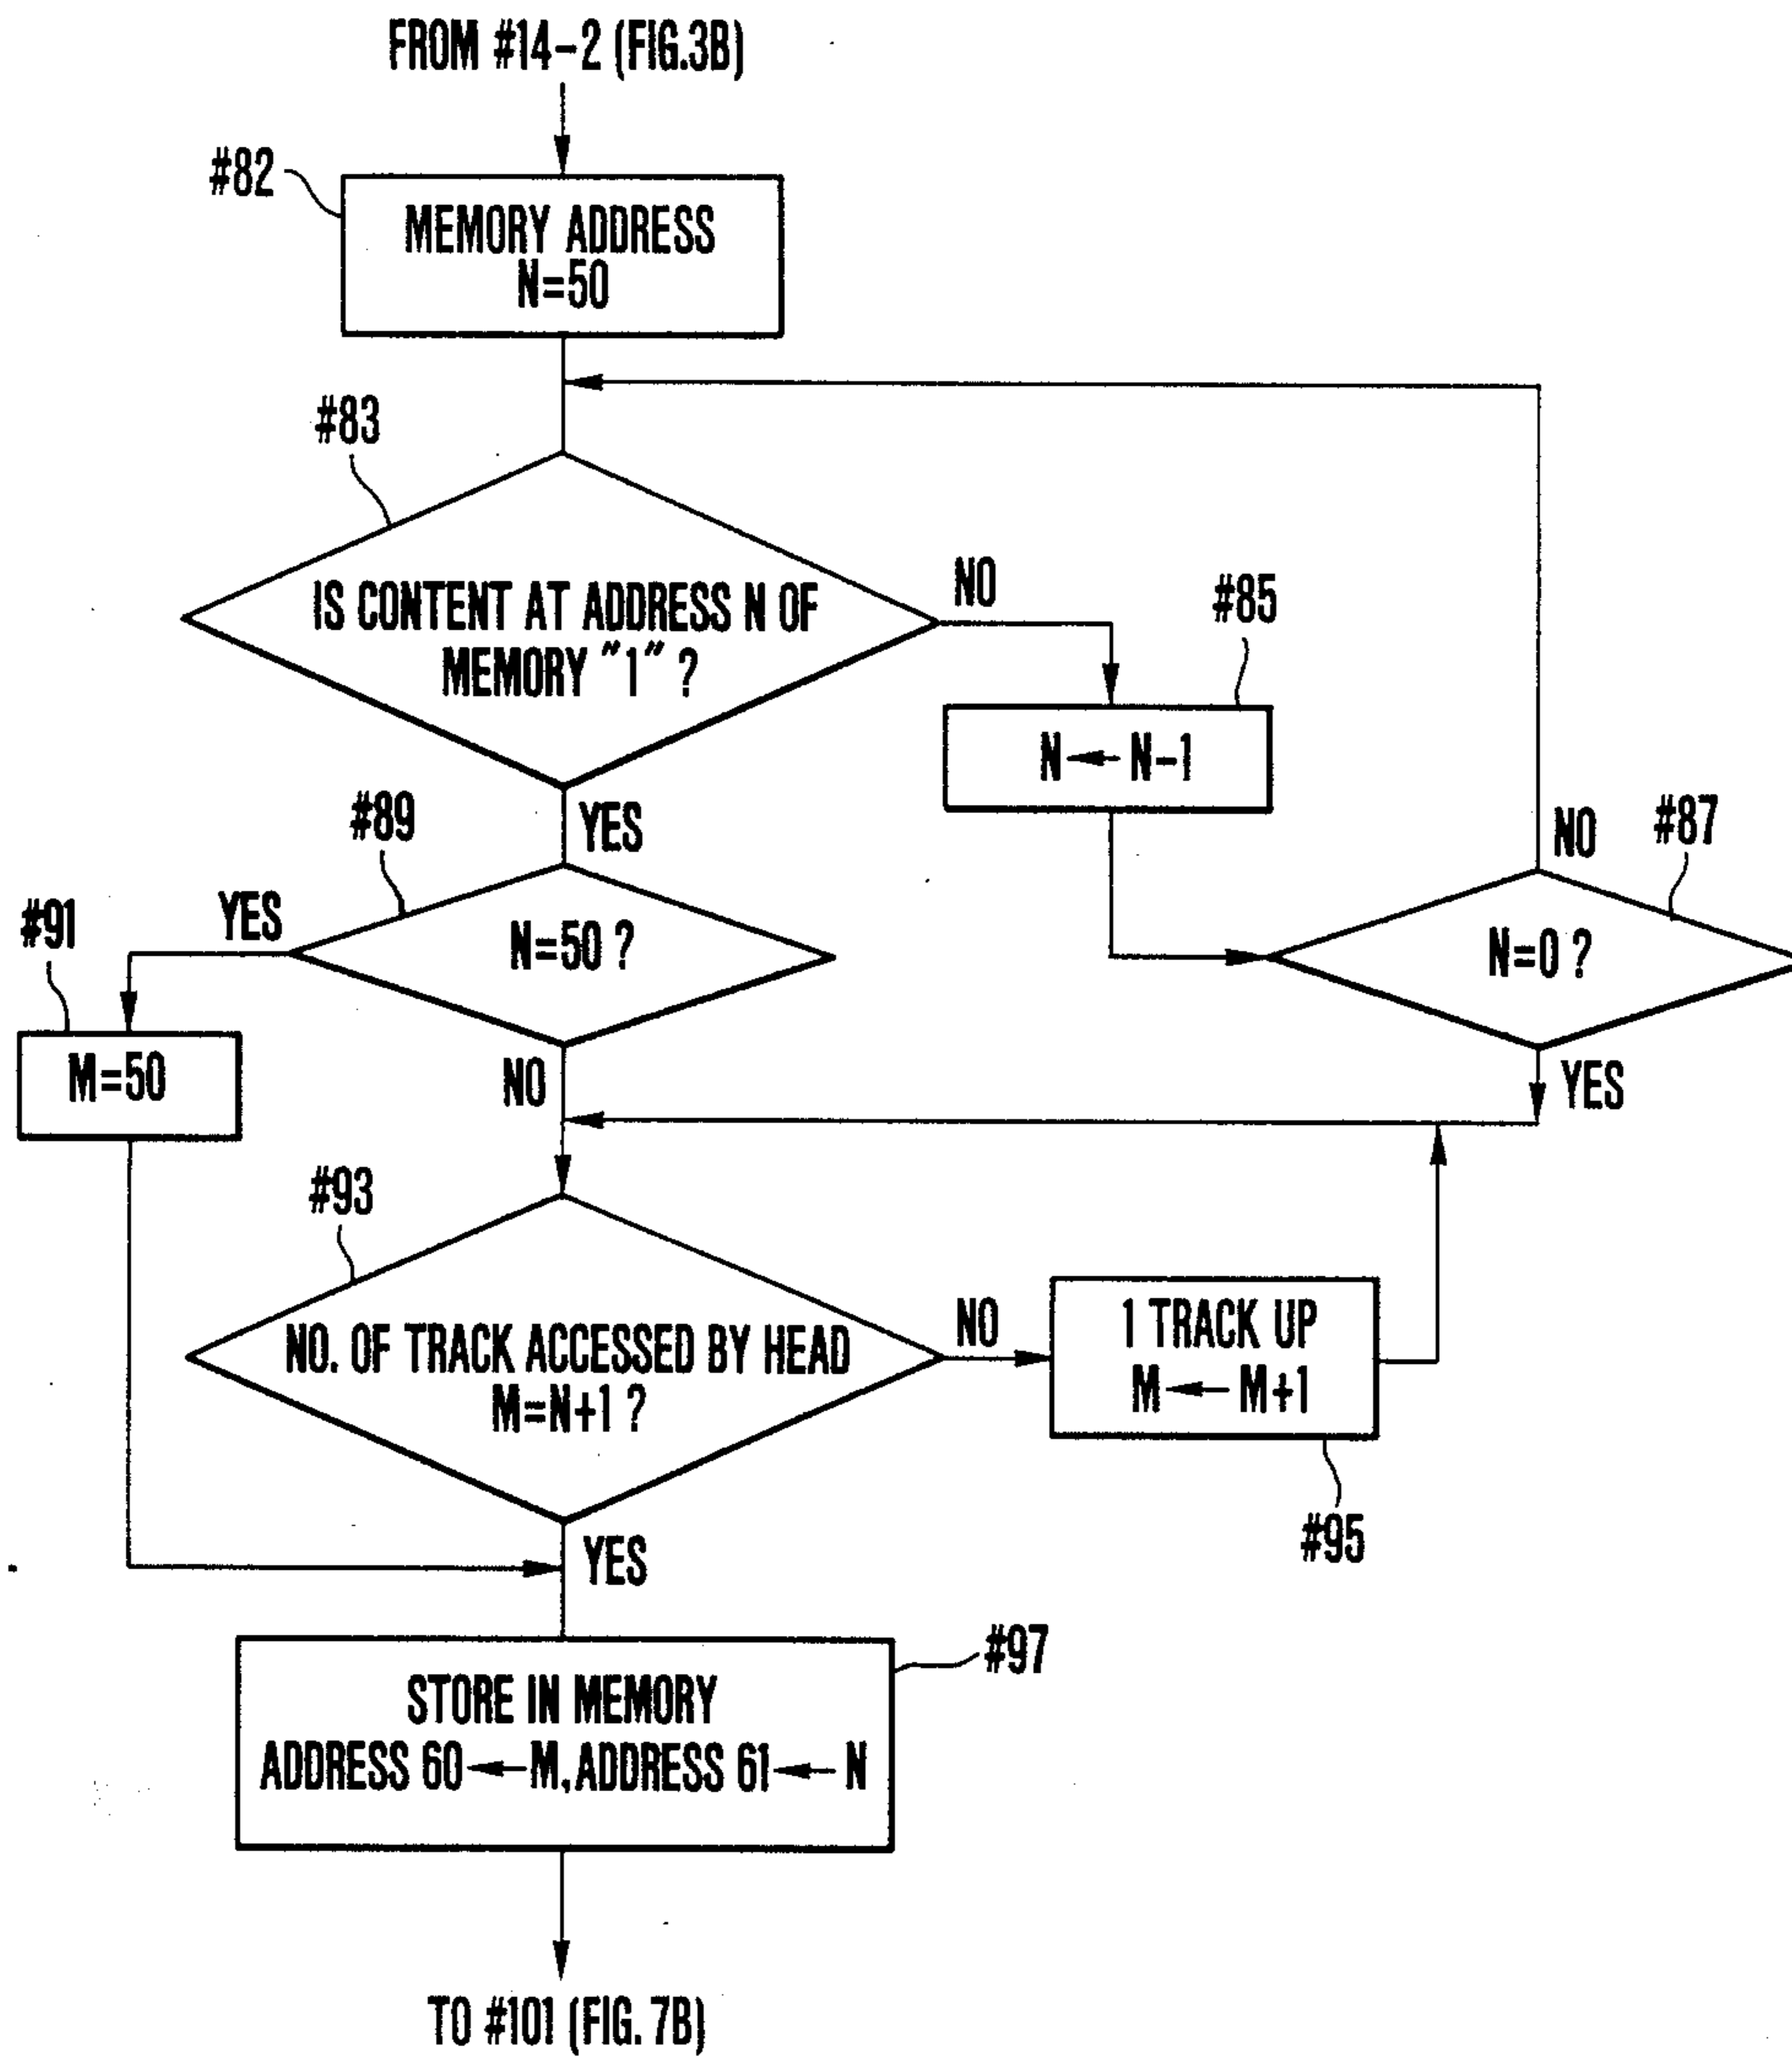 FROM #14-2 (FIG.3B)
#82
MEMORY ADDRESS
N=50
#83
IS CONTENT AT ADDRESS N OF
MEMORY "1" ?
NO
#85
N ← N-1
YES
#89
N=50 ?
YES
#91
M=50
NO
#87
N=0 ?
NO
YES
#93
NO. OF TRACK ACCESSED BY HEAD
M=N+1 ?
NO
1 TRACK UP
M ← M+1
#95
YES
#97
STORE IN MEMORY
ADDRESS 60 ← M, ADDRESS 61 ← N
TO #101 (FIG. 7B)